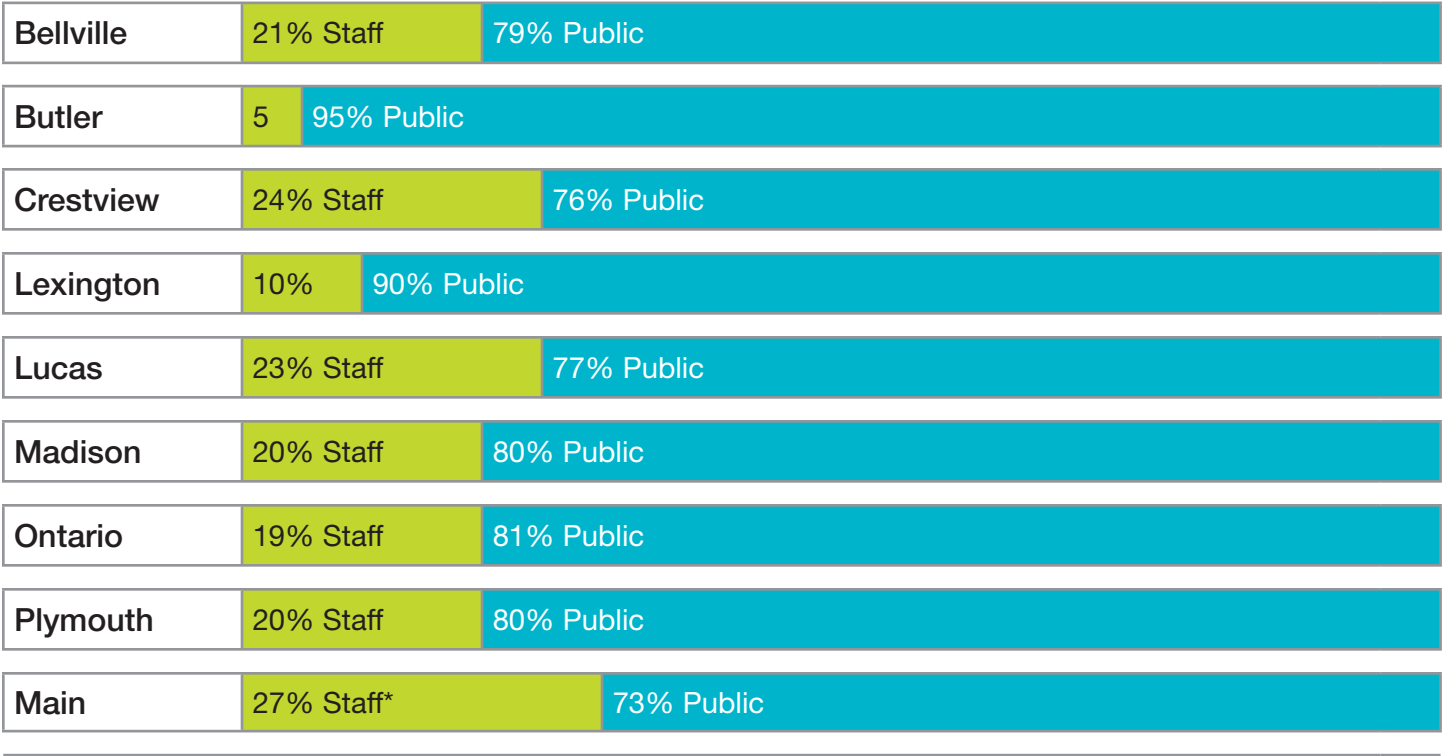 Bellville 21% Staff 79% Public
Butler 5 95% Public
Crestview 24% Staff 76% Public
Lexington 10% 90% Public
Lucas 23% Staff 77% Public
Madison 20% Staff 80% Public
Ontario 19% Staff 81% Public
Plymouth 20% Staff 80% Public
Main 27% Staff* 73% Public